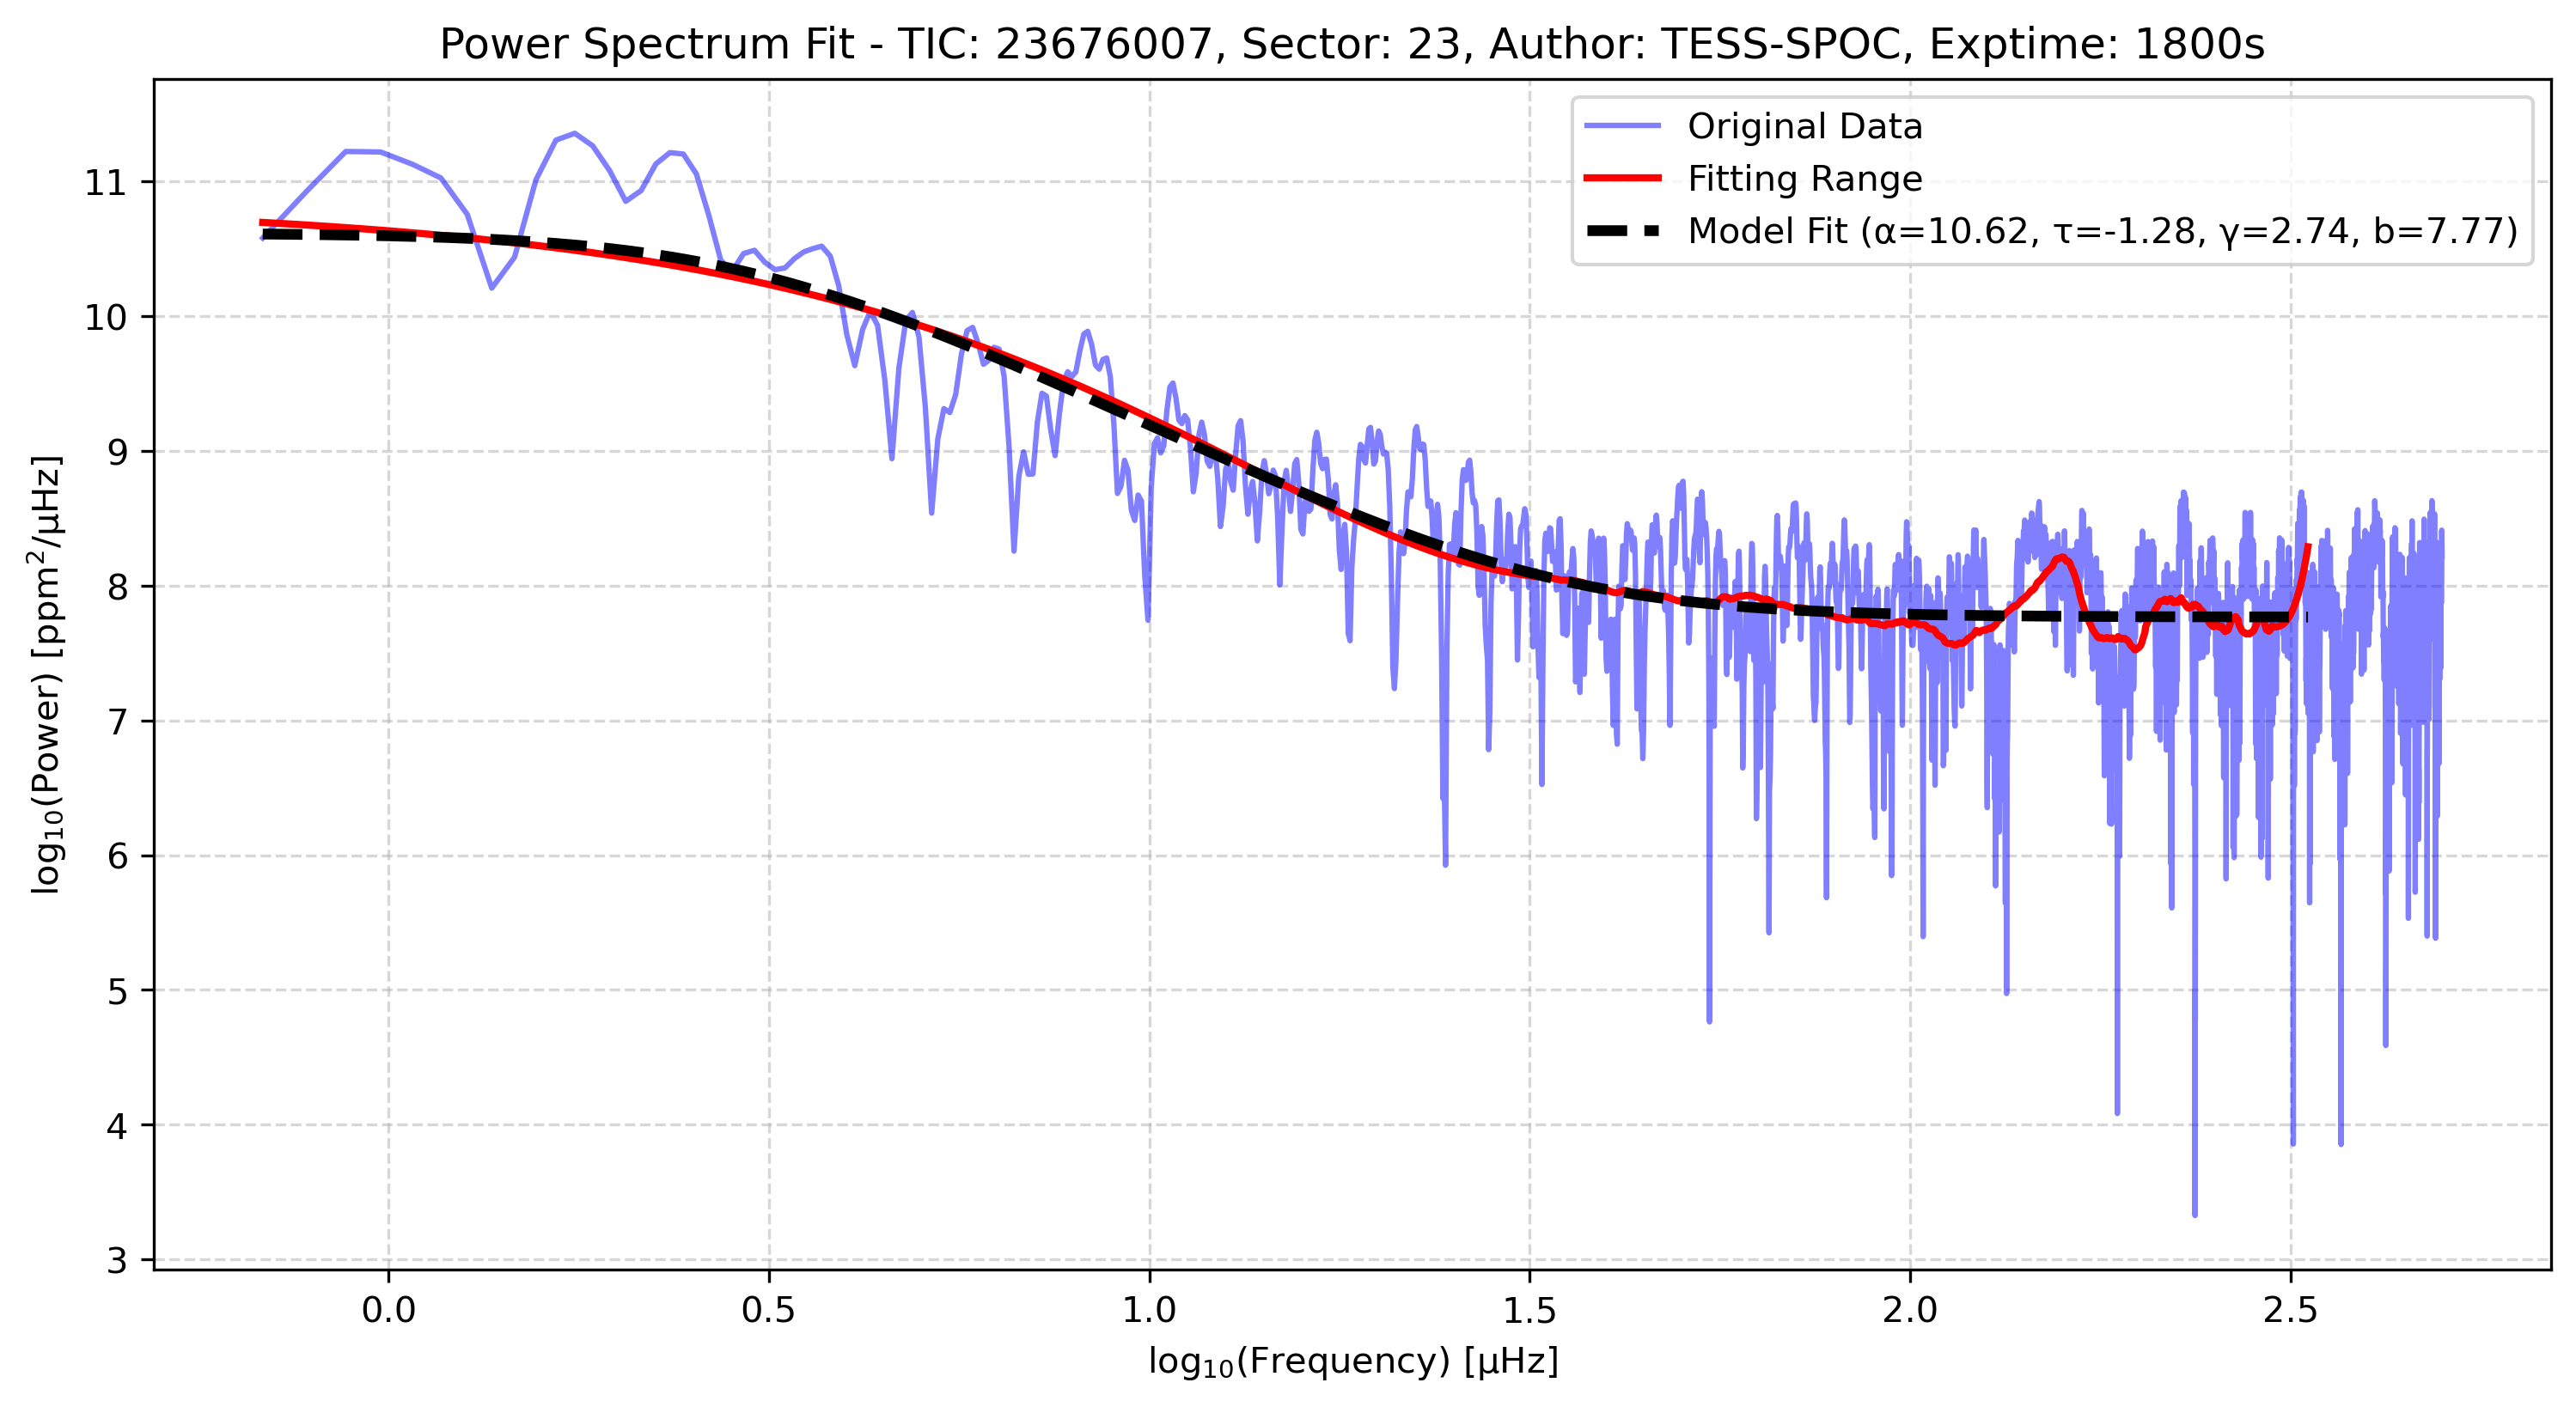 Power Spectrum Fit - TIC: 23676007, Sector: 23, Author: TESS-SPOC, Exptime: 1800s
Original Data
Fitting Range
Model Fit (α=10.62, τ=-1.28, γ=2.74, b=7.77)
log₁₀(Power) [ppm²/μHz]
11
10
9
8
7
6
5
4
3
0.0 0.5 1.0 1.5 2.0 2.5
log₁₀(Frequency) [μHz]